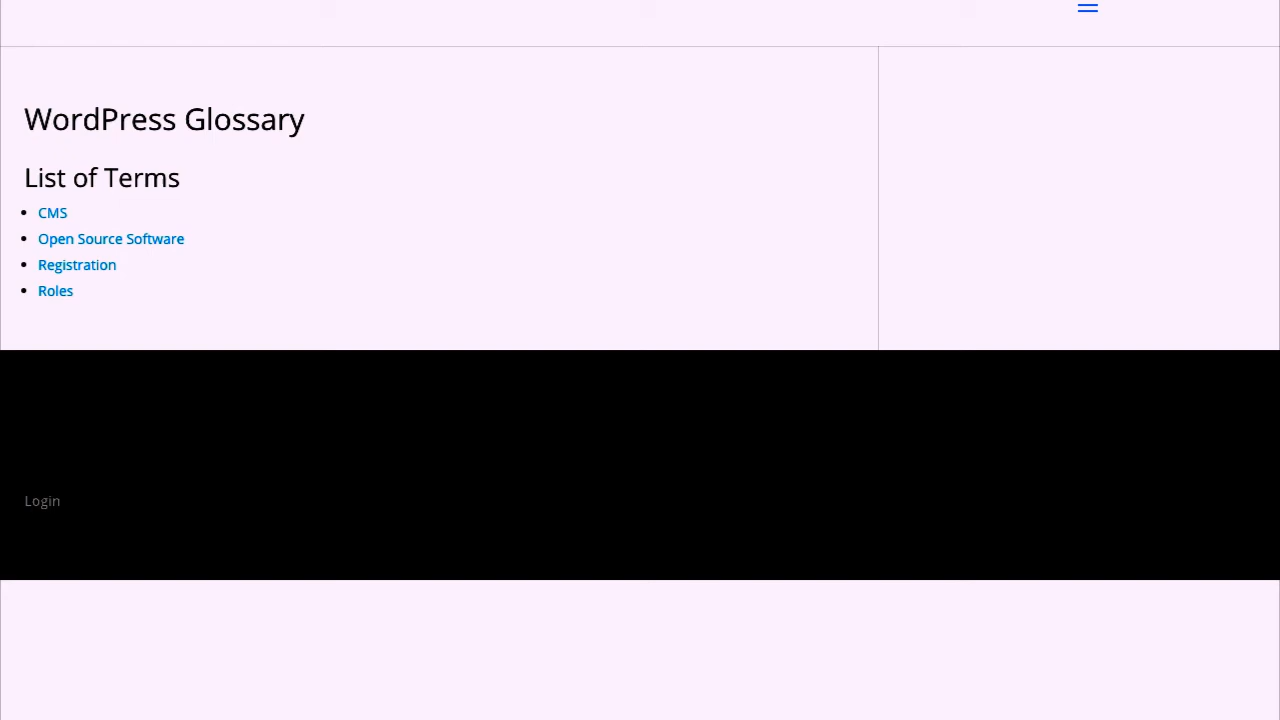 WordPress Glossary
List of Terms
CMS
Open Source Software
Registration
Roles
Login